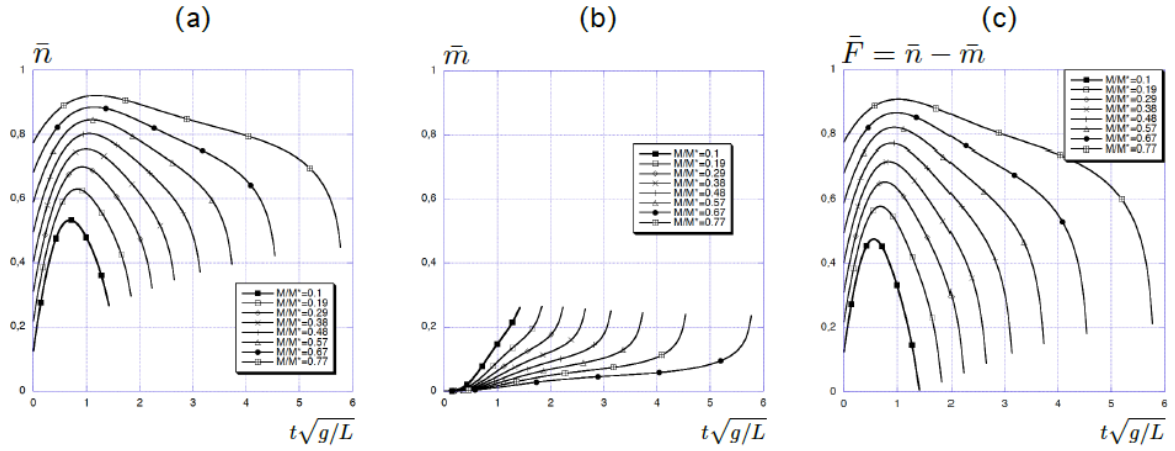 (a)
n̄
1
0,8
0,6
0,4
0,2
0
0 1 2 3 4 5 6
t√g/L
M/M*=0.1
M/M*=0.19
M/M*=0.29
M/M*=0.38
M/M*=0.48
M/M*=0.57
M/M*=0.67
M/M*=0.77
(b)
m̄
1
0,8
0,6
0,4
0,2
0
0 1 2 3 4 5 6
t√g/L
M/M*=0.1
M/M*=0.19
M/M*=0.29
M/M*=0.38
M/M*=0.48
M/M*=0.57
M/M*=0.67
M/M*=0.77
(c)
F̄ = n̄ − m̄
1
0,8
0,6
0,4
0,2
0
0 1 2 3 4 5 6
t√g/L
M/M*=0.1
M/M*=0.19
M/M*=0.29
M/M*=0.38
M/M*=0.48
M/M*=0.57
M/M*=0.67
M/M*=0.77